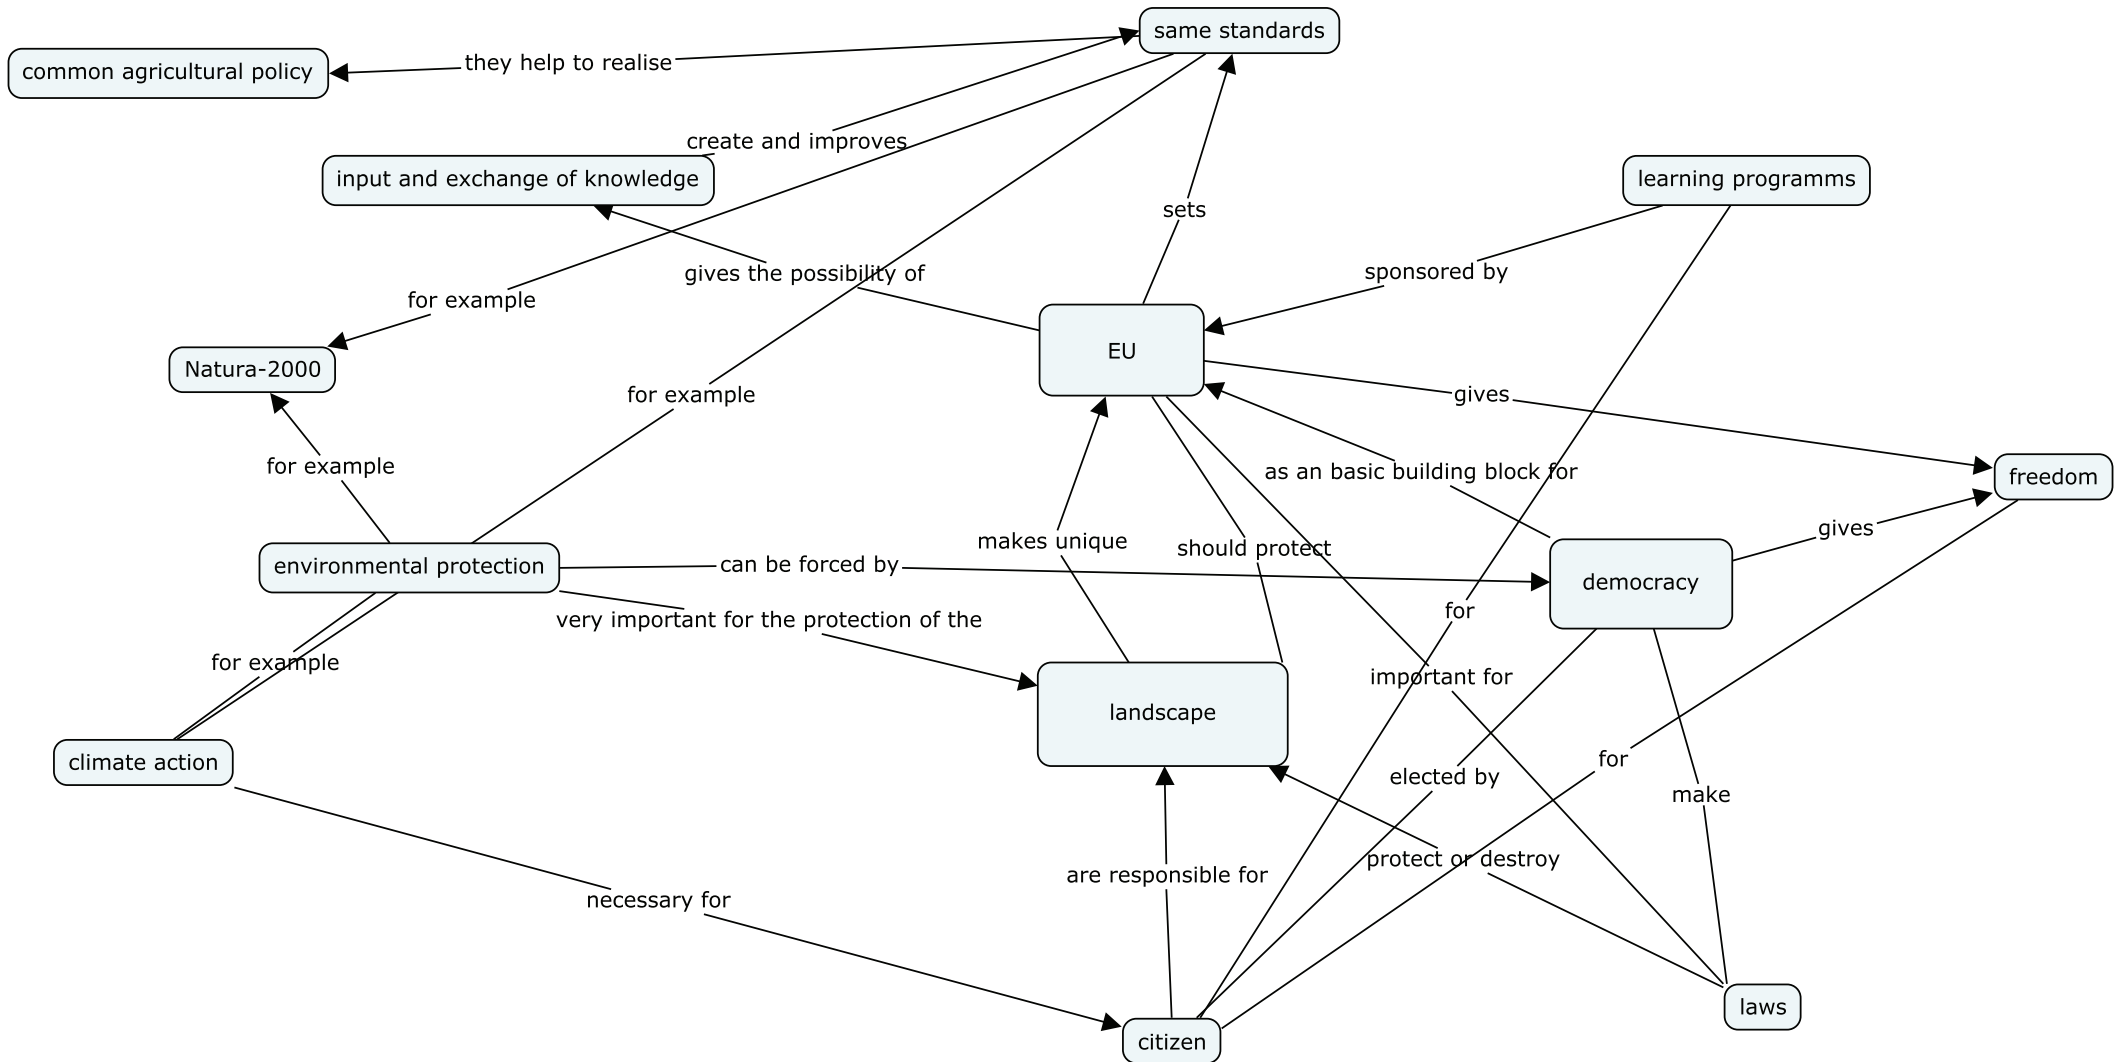 same standards
common agricultural policy
they help to realise
create and improves
input and exchange of knowledge
learning programms
sets
gives the possibility of
sponsored by
for example
EU
Natura-2000
for example
gives
for example
as an basic building block for
freedom
gives
makes unique
should protect
environmental protection
can be forced by
democracy
for
very important for the protection of the
for example
important for
landscape
climate action
for
elected by
make
protect or destroy
are responsible for
necessary for
laws
citizen